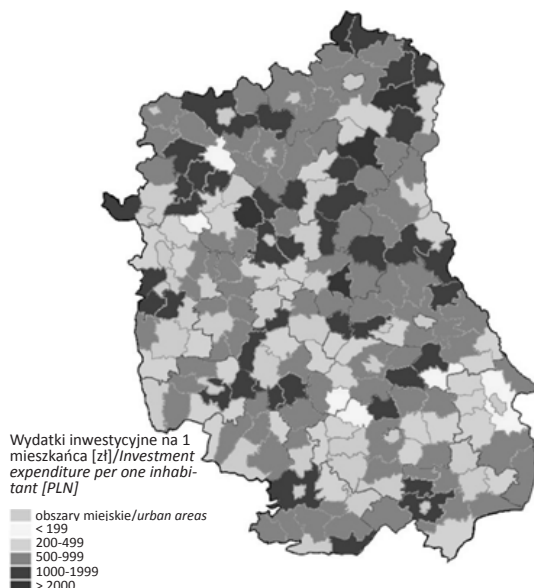 Wydatki inwestycyjne na 1
mieszkańca [zł]/Investment
expenditure per one inhabi-
tant [PLN]
obszary miejskie/urban areas
< 199
200-499
500-999
1000-1999
> 2000